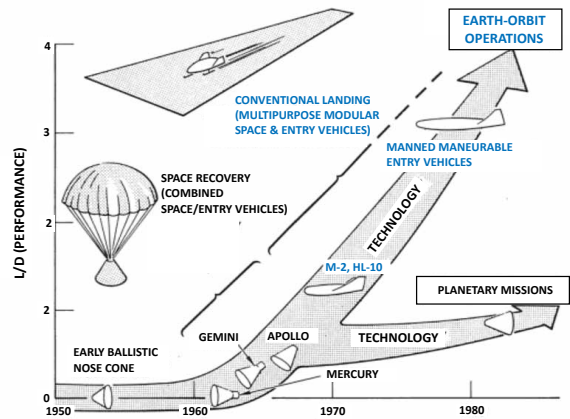 EARTH-ORBIT
OPERATIONS
4
CONVENTIONAL LANDING
(MULTIPURPOSE MODULAR
SPACE & ENTRY VEHICLES)
3
MANNED MANEURABLE
ENTRY VEHICLES
SPACE RECOVERY
(COMBINED
SPACE/ENTRY VEHICLES)
L/D (PERFORMANCE)
2
TECHNOLOGY
M-2, HL-10
PLANETARY MISSIONS
2
GEMINI
APOLLO
TECHNOLOGY
EARLY BALLISTIC
NOSE CONE
MERCURY
0
1950
1960
1970
1980